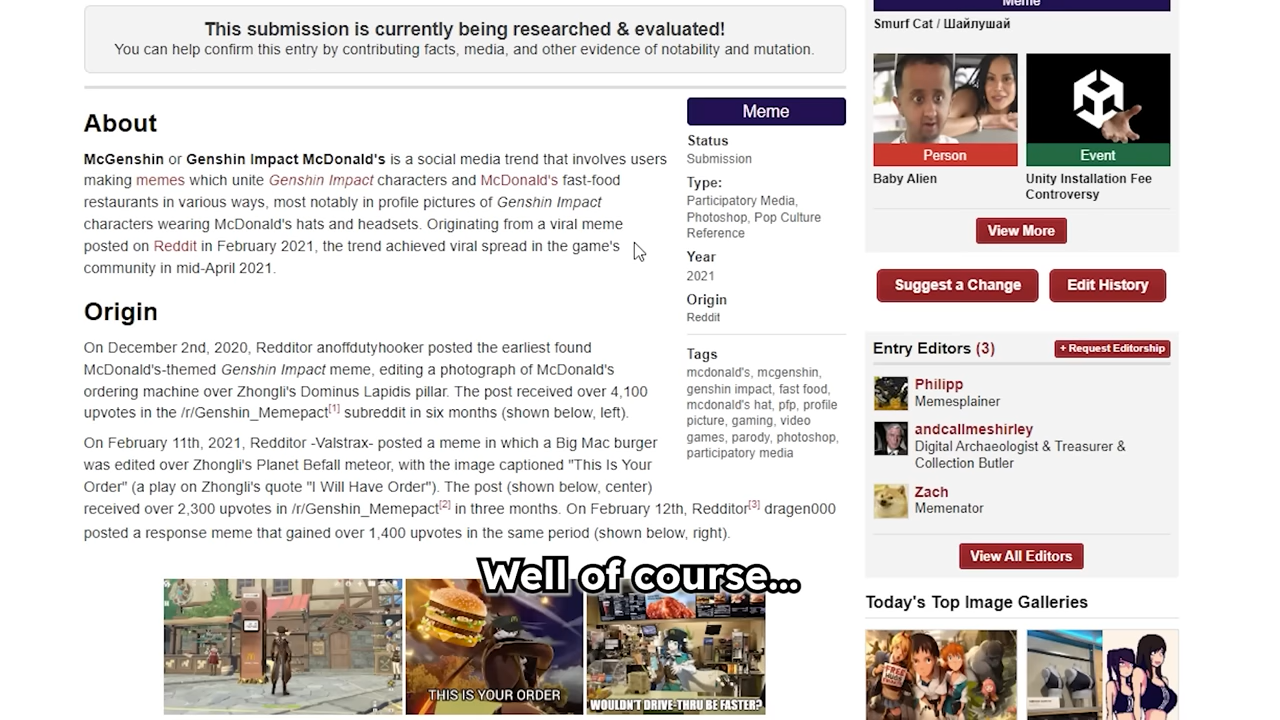 This submission is currently being researched & evaluated!
You can help confirm this entry by contributing facts, media, and other evidence of notability and mutation.
About
McGenshin or Genshin Impact McDonald's is a social media trend that involves users
making memes which unite Genshin Impact characters and McDonald's fast-food
restaurants in various ways, most notably in profile pictures of Genshin Impact
characters wearing McDonald's hats and headsets. Originating from a viral meme
posted on Reddit in February 2021, the trend achieved viral spread in the game's
community in mid-April 2021.
Origin
On December 2nd, 2020, Redditor anoffdutyhooker posted the earliest found
McDonald's-themed Genshin Impact meme, editing a photograph of McDonald's
ordering machine over Zhongli's Dominus Lapidis pillar. The post received over 4,100
upvotes in the /r/Genshin_Memepact[1] subreddit in six months (shown below, left).
On February 11th, 2021, Redditor -Valstrax- posted a meme in which a Big Mac burger
was edited over Zhongli's Planet Befall meteor, with the image captioned "This Is Your
Order" (a play on Zhongli's quote "I Will Have Order"). The post (shown below, center)
received over 2,300 upvotes in /r/Genshin_Memepact[2] in three months. On February 12th, Redditor[3] dragen000
posted a response meme that gained over 1,400 upvotes in the same period (shown below, right).
Well of course...
THIS IS YOUR ORDER
WOULDN'T DRIVE-THRU BE FASTER?
Meme
Status
Submission
Type:
Participatory Media,
Photoshop, Pop Culture
Reference
Year
2021
Origin
Reddit
Tags
mcdonald's, mcgenshin,
genshin impact, fast food,
mcdonald's hat, pfp, profile
picture, gaming, video
games, parody, photoshop,
participatory media
Meme
Smurf Cat / Шайлушай
Person
Baby Alien
Event
Unity Installation Fee
Controversy
View More
Suggest a Change
Edit History
Entry Editors (3)
+ Request Editorship
Philipp
Memesplainer
andcallmeshirley
Digital Archaeologist & Treasurer &
Collection Butler
Zach
Memenator
View All Editors
Today's Top Image Galleries
FREE
HUGS